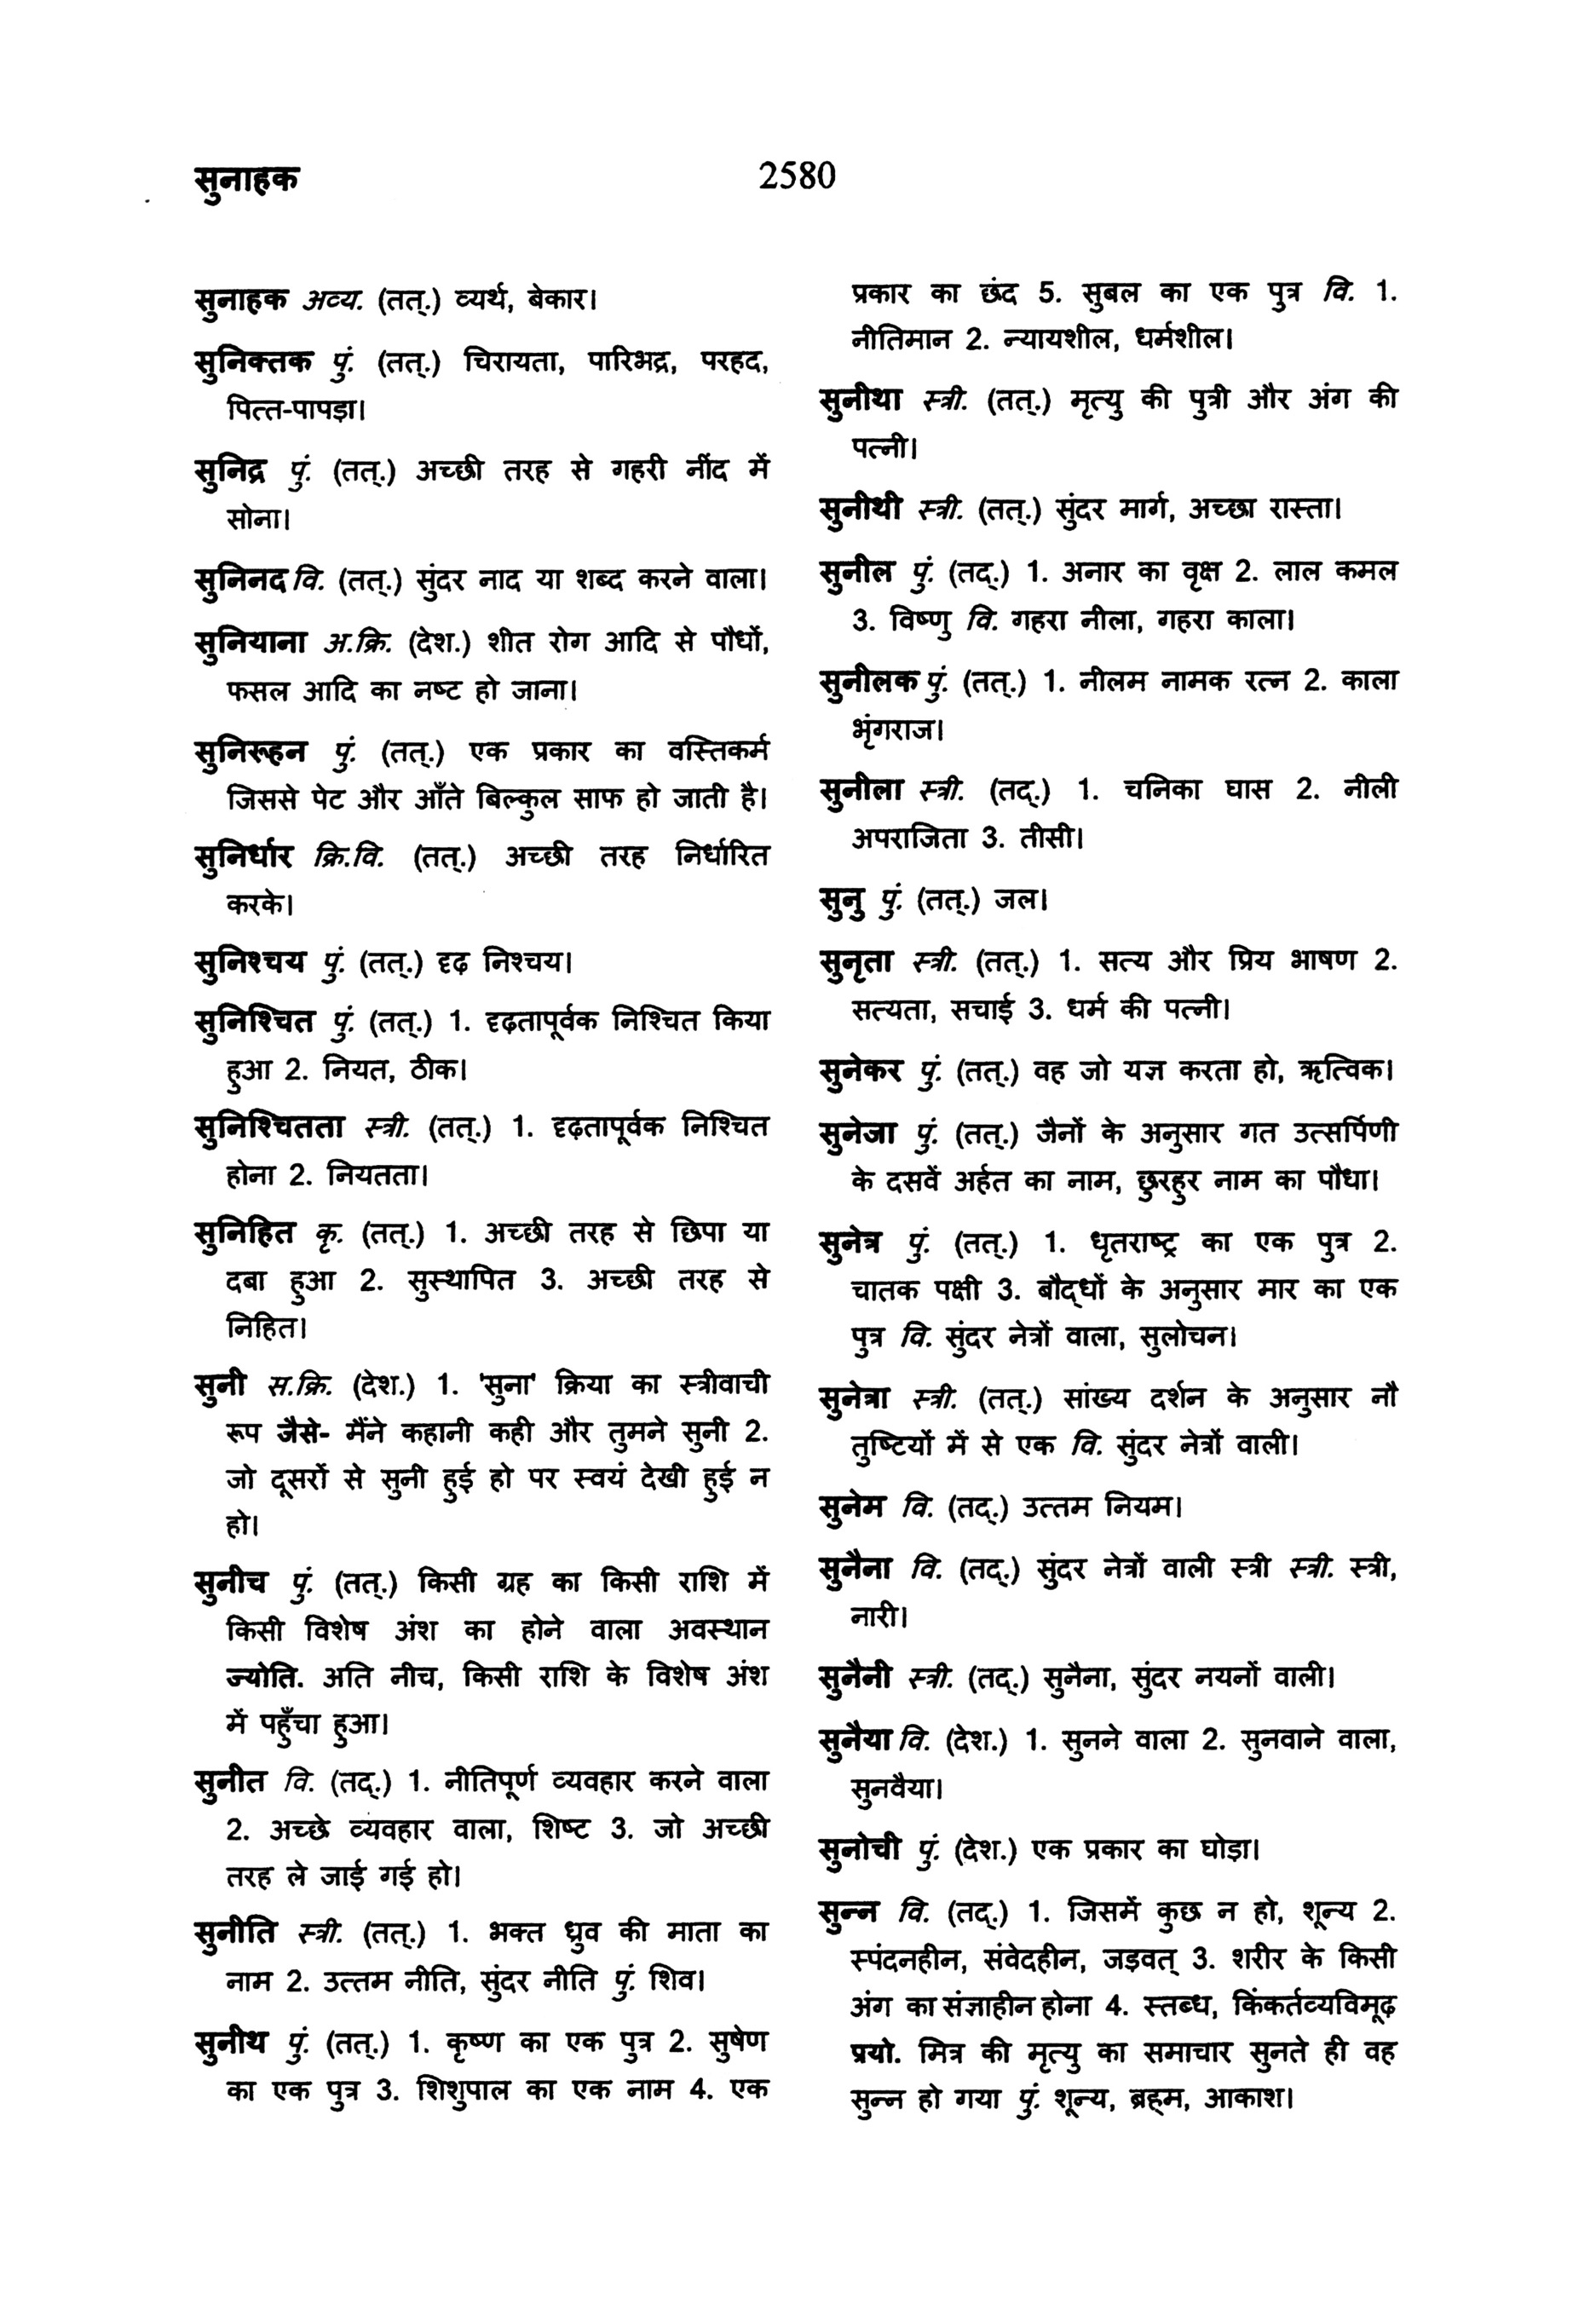 सुनाहक
2580
सुनाहक अव्य. (तत्.) व्यर्थ, बेकार।
सुनिक्तक पुं. (तत्.) चिरायता, पारिभद्र, परहद,
पित्त-पापड़ा।
सुनिद्र पुं. (तत्.) अच्छी तरह से गहरी नींद में
सोना।
सुनिनद वि. (तत्.) सुंदर नाद या शब्द करने वाला।
सुनियाना अ.क्रि. (देश.) शीत रोग आदि से पौधों,
फसल आदि का नष्ट हो जाना।
सुनिरूहन पुं. (तत्.) एक प्रकार का वस्तिकर्म
जिससे पेट और आँते बिल्कुल साफ हो जाती है।
सुनिर्धार क्रि.वि. (तत्.) अच्छी तरह निर्धारित
करके।
सुनिश्चय पुं. (तत्.) दृढ़ निश्चय।
सुनिश्चित पुं. (तत्.) 1. दृढ़तापूर्वक निश्चित किया
हुआ 2. नियत, ठीक।
सुनिश्चितता स्त्री. (तत्.) 1. दृढ़तापूर्वक निश्चित
होना 2. नियतता।
सुनिहित कृ. (तत्.) 1. अच्छी तरह से छिपा या
दबा हुआ 2. सुस्थापित 3. अच्छी तरह से
निहित।
सुनी स.क्रि. (देश.) 1. 'सुना' क्रिया का स्त्रीवाची
रूप जैसे- मैंने कहानी कही और तुमने सुनी 2.
जो दूसरों से सुनी हुई हो पर स्वयं देखी हुई न
हो।
सुनीच पुं. (तत्.) किसी ग्रह का किसी राशि में
किसी विशेष अंश का होने वाला अवस्थान
ज्योति. अति नीच, किसी राशि के विशेष अंश
में पहुँचा हुआ।
सुनीत वि. (तद्.) 1. नीतिपूर्ण व्यवहार करने वाला
2. अच्छे व्यवहार वाला, शिष्ट 3. जो अच्छी
तरह ले जाई गई हो।
सुनीति स्त्री. (तत्.) 1. भक्त ध्रुव की माता का
नाम 2. उत्तम नीति, सुंदर नीति पुं. शिव।
सुनीथ पुं. (तत्.) 1. कृष्ण का एक पुत्र 2. सुषेण
का एक पुत्र 3. शिशुपाल का एक नाम 4. एक
प्रकार का छंद 5. सुबल का एक पुत्र वि. 1.
नीतिमान 2. न्यायशील, धर्मशील।
सुनीथा स्त्री. (तत्.) मृत्यु की पुत्री और अंग की
पत्नी।
सुनीथी स्त्री. (तत्.) सुंदर मार्ग, अच्छा रास्ता।
सुनील पुं. (तद्.) 1. अनार का वृक्ष 2. लाल कमल
3. विष्णु वि. गहरा नीला, गहरा काला।
सुनीलक पुं. (तत्.) 1. नीलम नामक रत्न 2. काला
भृंगराज।
सुनीला स्त्री. (तद्.) 1. चनिका घास 2. नीली
अपराजिता 3. तीसी।
सुनु पुं. (तत्.) जल।
सुनृता स्त्री. (तत्.) 1. सत्य और प्रिय भाषण 2.
सत्यता, सचाई 3. धर्म की पत्नी।
सुनेकर पुं. (तत्.) वह जो यज्ञ करता हो, ऋत्विक।
सुनेजा पुं. (तत्.) जैनों के अनुसार गत उत्सर्पिणी
के दसवें अर्हत का नाम, छुरहुर नाम का पौधा।
सुनेत्र पुं. (तत्.) 1. धृतराष्ट्र का एक पुत्र 2.
चातक पक्षी 3. बौद्धों के अनुसार मार का एक
पुत्र वि. सुंदर नेत्रों वाला, सुलोचन।
सुनेत्रा स्त्री. (तत्.) सांख्य दर्शन के अनुसार नौ
तुष्टियों में से एक वि. सुंदर नेत्रों वाली।
सुनेम वि. (तद्.) उत्तम नियम।
सुनैना वि. (तद्.) सुंदर नेत्रों वाली स्त्री स्त्री. स्त्री,
नारी।
सुनैनी स्त्री. (तद्.) सुनैना, सुंदर नयनों वाली।
सुनैया वि. (देश.) 1. सुनने वाला 2. सुनवाने वाला,
सुनवैया।
सुनोची पुं. (देश.) एक प्रकार का घोड़ा।
सुन्न वि. (तद्.) 1. जिसमें कुछ न हो, शून्य 2.
स्पंदनहीन, संवेदहीन, जड़वत् 3. शरीर के किसी
अंग का संज्ञाहीन होना 4. स्तब्ध, किंकर्तव्यविमूढ़
प्रयो. मित्र की मृत्यु का समाचार सुनते ही वह
सुन्न हो गया पुं. शून्य, ब्रह्म, आकाश।